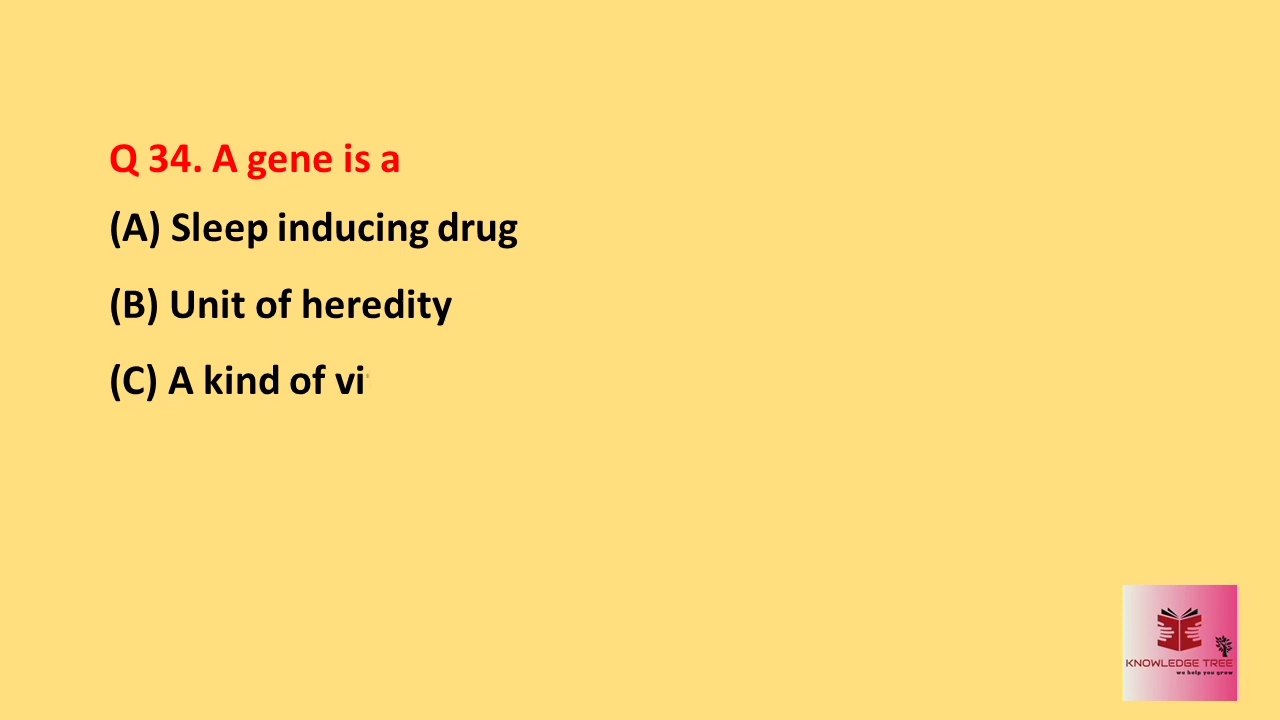 Q 34. A gene is a
(A) Sleep inducing drug
(B) Unit of heredity
(C) A kind of vi
KNOWLEDGE TREE
we help you grow